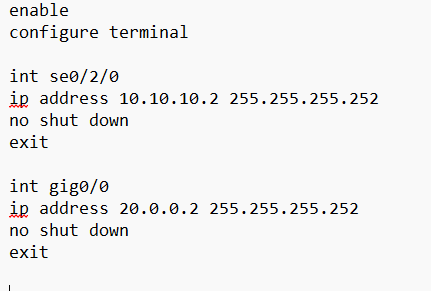 enable
configure terminal
int se0/2/0
ip address 10.10.10.2 255.255.255.252
no shut down
exit
int gig0/0
ip address 20.0.0.2 255.255.255.252
no shut down
exit